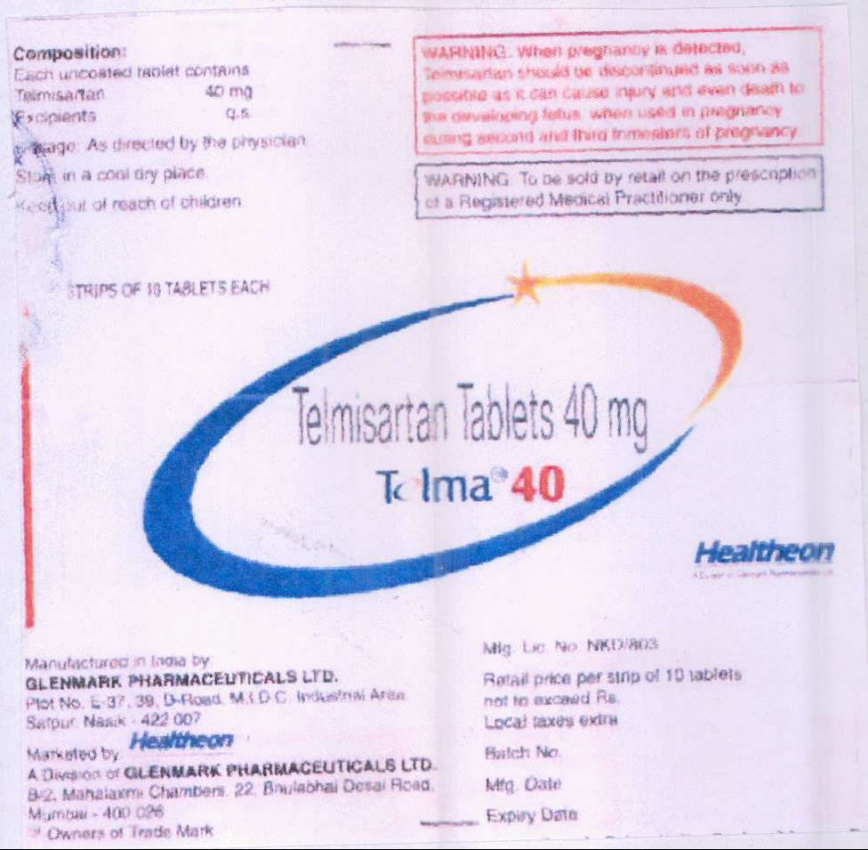 Composition:
Each uncoated tablet contains
Telmisartan 40 mg
Excipients q.s.
As directed by the physician.
Store in a cool dry place.
Keep out of reach of children.
STRIPS OF 10 TABLETS EACH
WARNING: When pregnancy is detected,
Telmisartan should be discontinued as soon as
possible as it can cause injury and even death to
the developing fetus, when used in pregnancy
during second and third trimesters of pregnancy.
WARNING: To be sold by retail on the prescription
of a Registered Medical Practitioner only.
Telmisartan Tablets 40 mg
Telma® 40
Healtheon
Manufactured in India by:
GLENMARK PHARMACEUTICALS LTD.
Plot No. E-37, 39, D-Road, M.I.D.C. Industrial Area
Satpur, Nasik - 422 007
Marketed by: Healtheon
A Division of GLENMARK PHARMACEUTICALS LTD.
B-2, Mahalaxmi Chambers, 22, Bhulabhai Desai Road,
Mumbai - 400 026
Owners of Trade Mark
Mfg. Lic. No. NKD/803
Retail price per strip of 10 tablets
not to exceed Rs.
Local taxes extra
Batch No.
Mfg. Date
Expiry Date